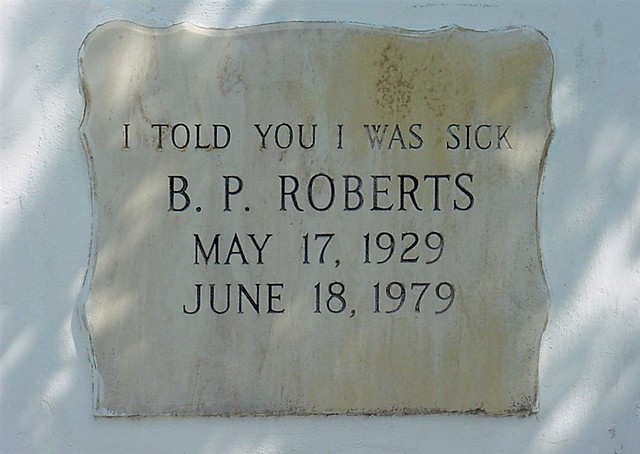 I TOLD YOU I WAS SICK
B. P. ROBERTS
MAY 17, 1929
JUNE 18, 1979